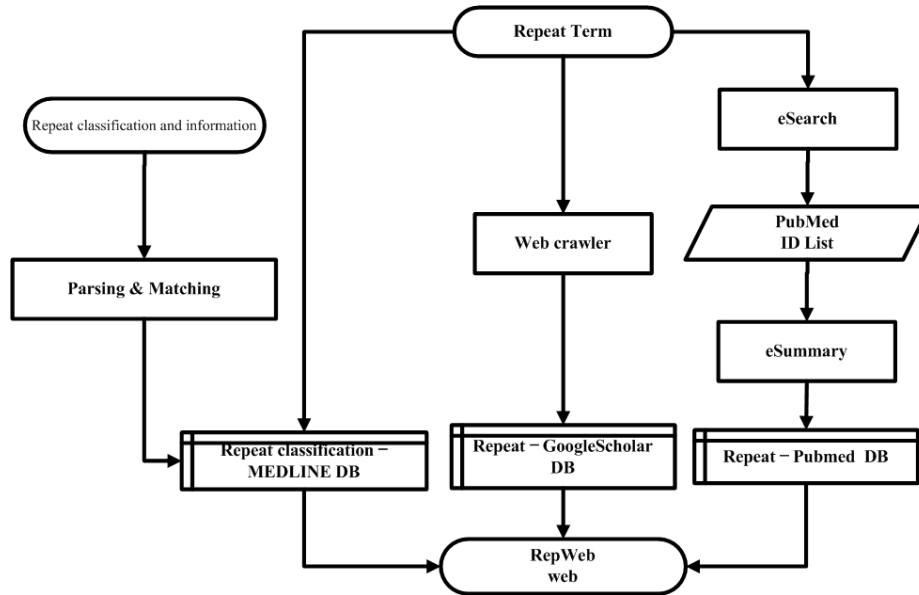 Repeat Term
Repeat classification and information
eSearch
PubMed
ID List
Web crawler
Parsing & Matching
eSummary
Repeat classification –
MEDLINE DB
Repeat – GoogleScholar
DB
Repeat – Pubmed DB
RepWeb
web